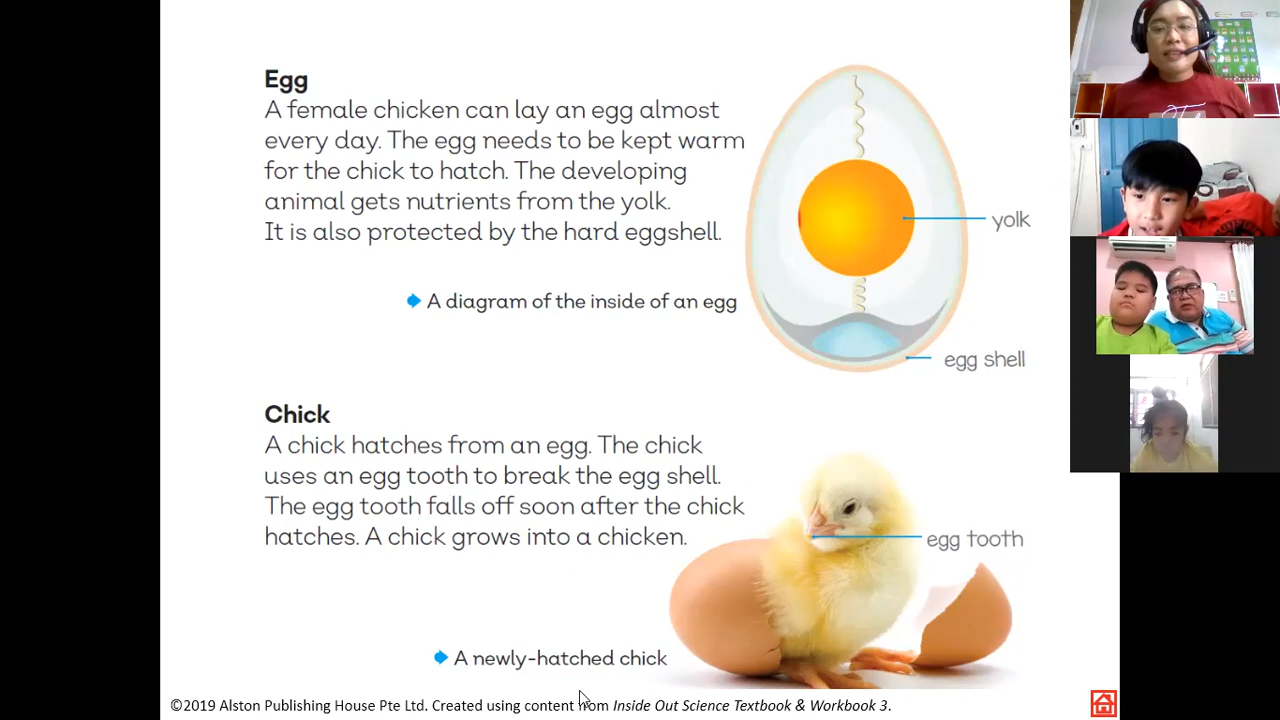 Egg
A female chicken can lay an egg almost
every day. The egg needs to be kept warm
for the chick to hatch. The developing
animal gets nutrients from the yolk.
It is also protected by the hard eggshell.
A diagram of the inside of an egg
yolk
egg shell
Chick
A chick hatches from an egg. The chick
uses an egg tooth to break the egg shell.
The egg tooth falls off soon after the chick
hatches. A chick grows into a chicken.
egg tooth
A newly-hatched chick
©2019 Alston Publishing House Pte Ltd. Created using content from Inside Out Science Textbook & Workbook 3.